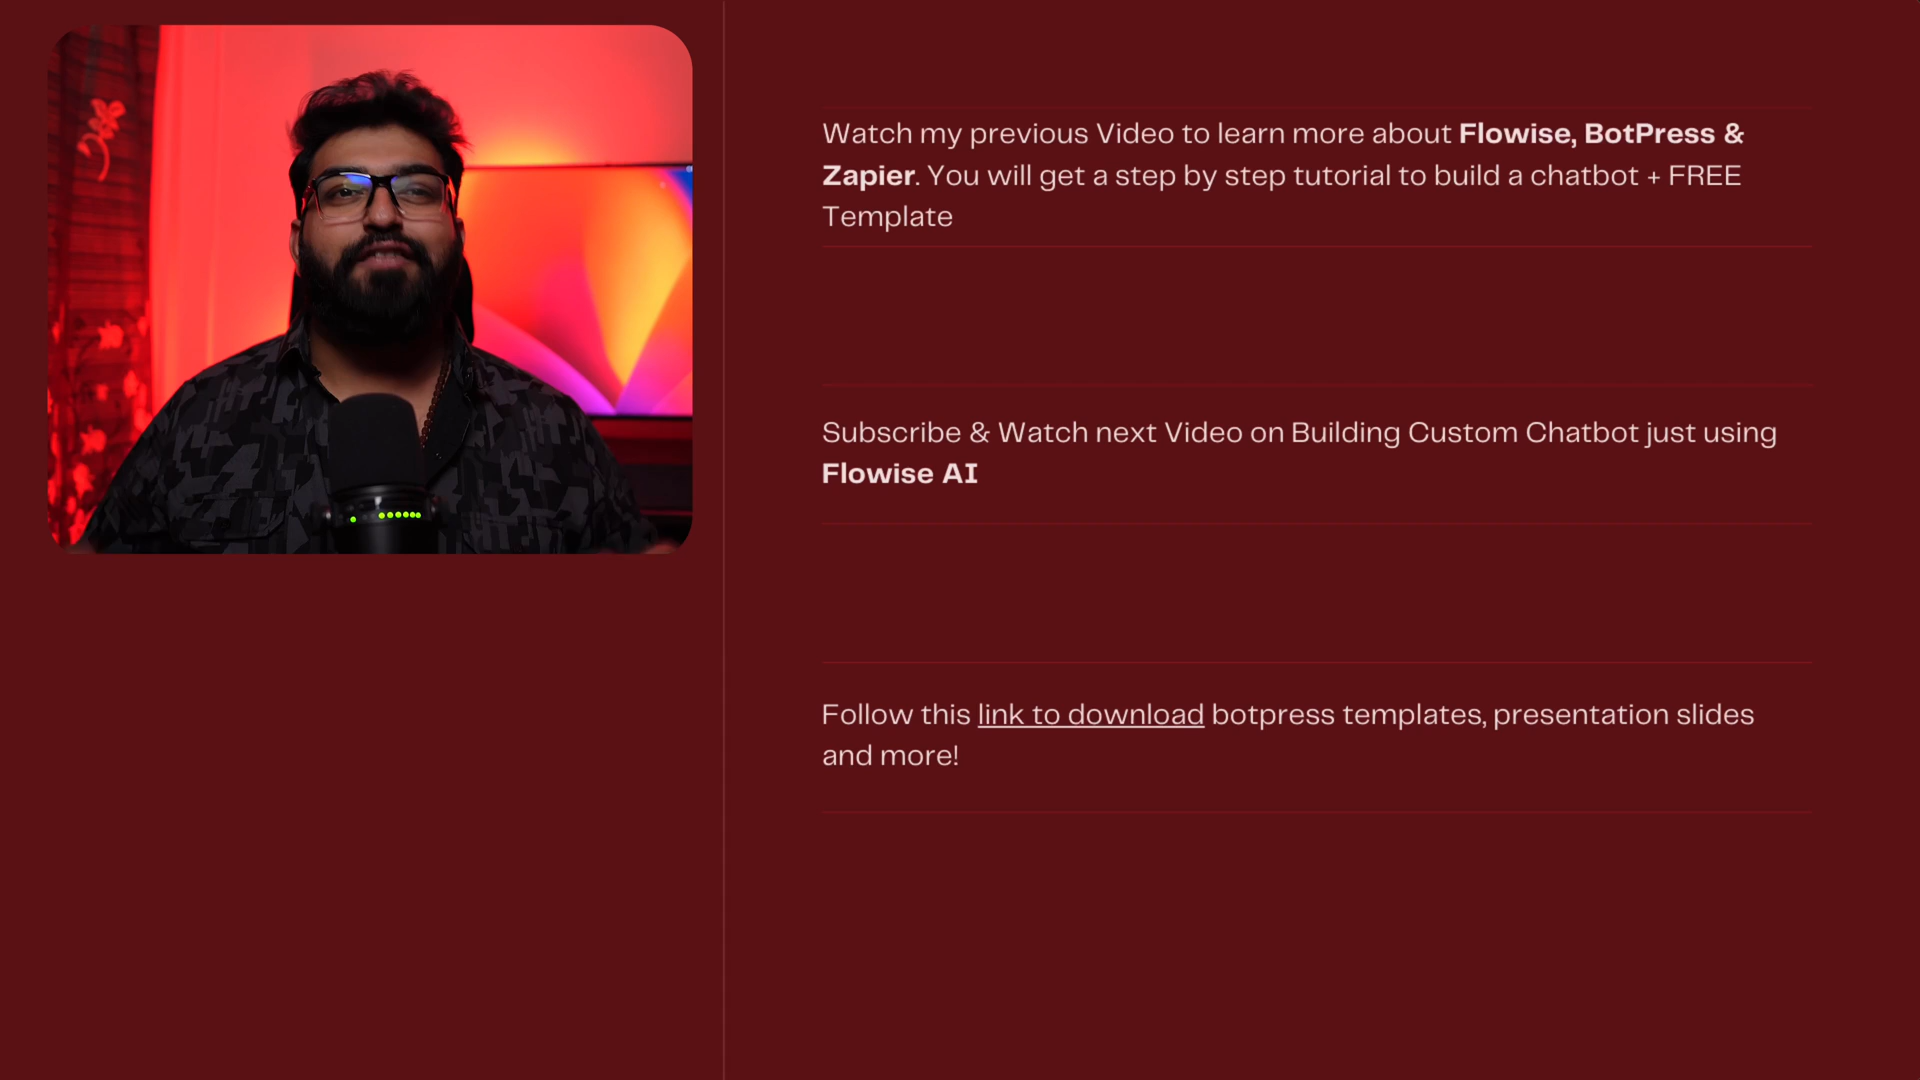 Watch my previous Video to learn more about Flowise, BotPress &
Zapier. You will get a step by step tutorial to build a chatbot + FREE
Template
Subscribe & Watch next Video on Building Custom Chatbot just using
Flowise AI
Follow this link to download botpress templates, presentation slides
and more!